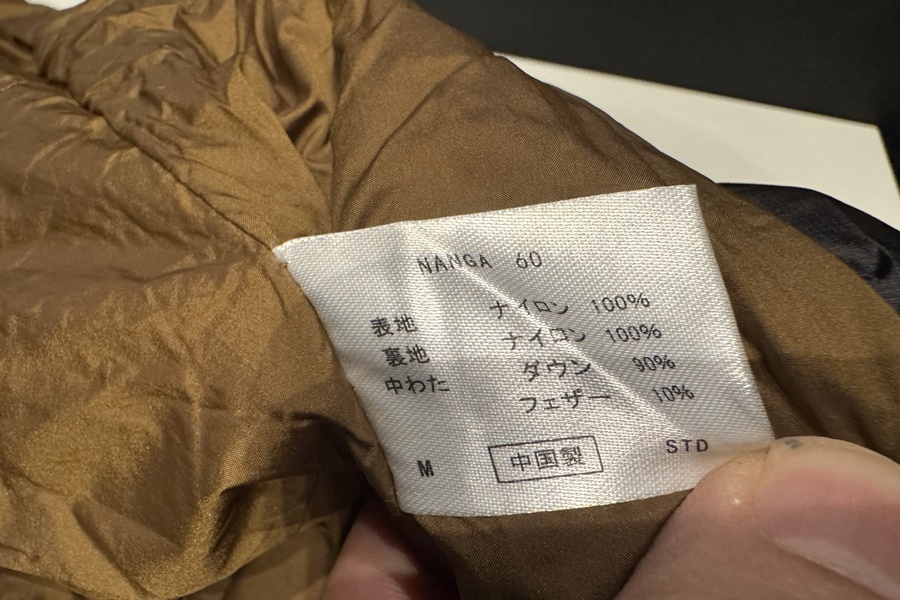 NANGA 60
表地 ナイロン 100%
裏地 ナイロン 100%
中わた ダウン 90%
フェザー 10%
M 中国製 STD